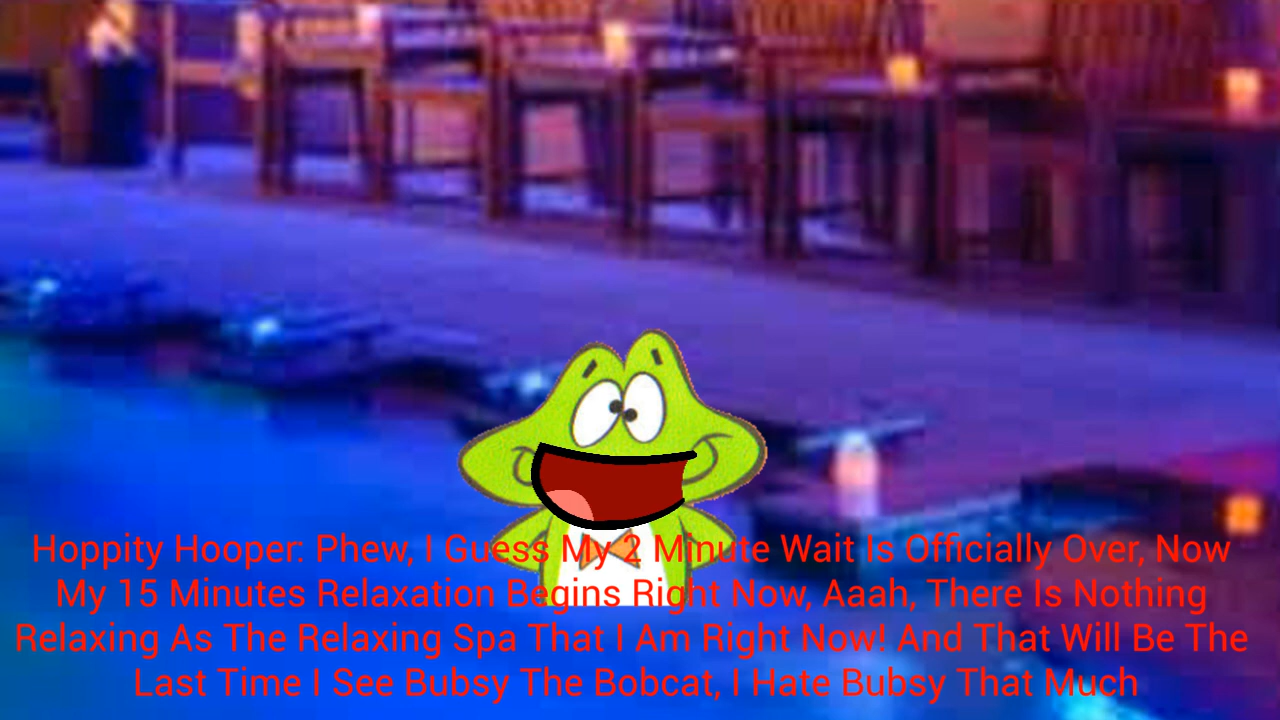 Hoppity Hooper: Phew, I Guess My 2 Minute Wait Is Officially Over, Now
My 15 Minutes Relaxation Begins Right Now, Aaah, There Is Nothing
Relaxing As The Relaxing Spa That I Am Right Now! And That Will Be The
Last Time I See Bubsy The Bobcat, I Hate Bubsy That Much